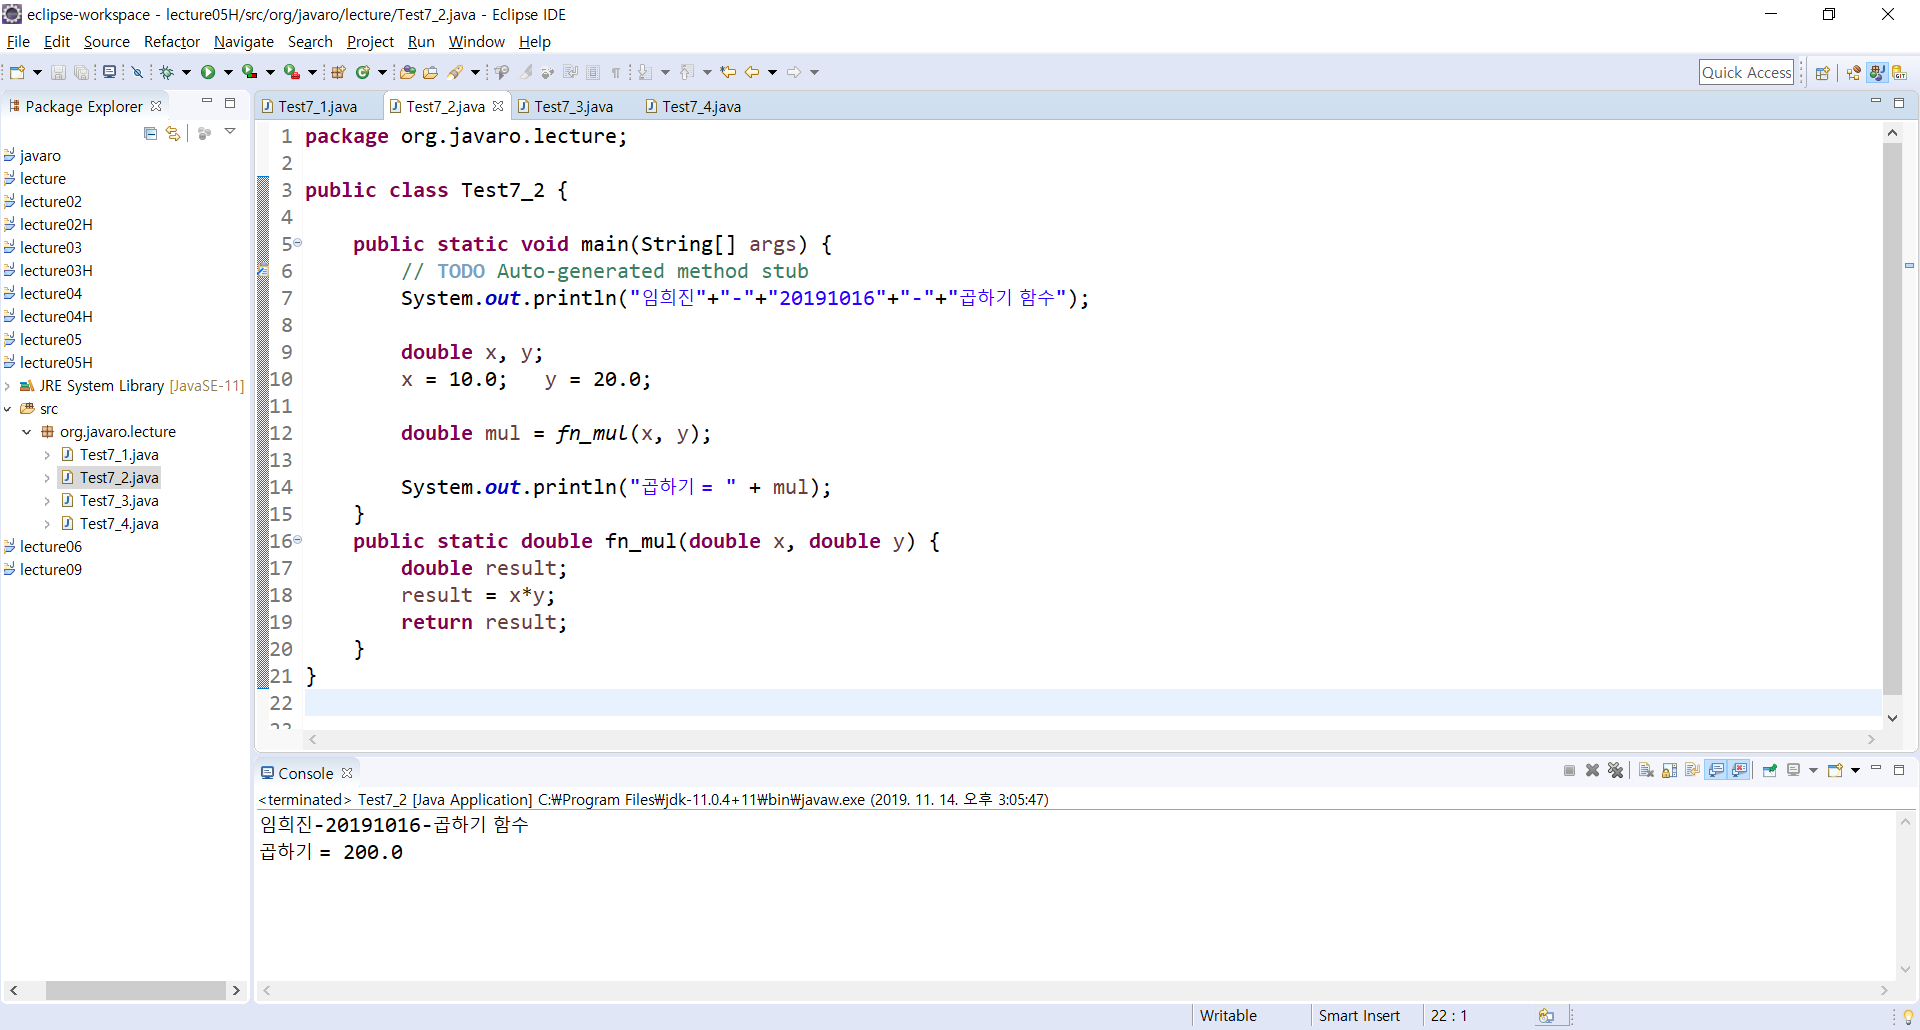 eclipse-workspace - lecture05H/src/org/javaro/lecture/Test7_2.java - Eclipse IDE
File Edit Source Refactor Navigate Search Project Run Window Help
Quick Access
Package Explorer
javaro
lecture
lecture02
lecture02H
lecture03
lecture03H
lecture04
lecture04H
lecture05
lecture05H
JRE System Library [JavaSE-11]
src
org.javaro.lecture
Test7_1.java
Test7_2.java
Test7_3.java
Test7_4.java
lecture06
lecture09
Test7_1.java Test7_2.java Test7_3.java Test7_4.java
1 package org.javaro.lecture;
2
3 public class Test7_2 {
4
5 public static void main(String[] args) {
6 // TODO Auto-generated method stub
7 System.out.println("임희진"+"-"+"20191016"+"-"+"곱하기 함수");
8
9 double x, y;
10 x = 10.0; y = 20.0;
11
12 double mul = fn_mul(x, y);
13
14 System.out.println("곱하기 = " + mul);
15 }
16 public static double fn_mul(double x, double y) {
17 double result;
18 result = x*y;
19 return result;
20 }
21 }
22
Console
<terminated> Test7_2 [Java Application] C:₩Program Files₩jdk-11.0.4+11₩bin₩javaw.exe (2019. 11. 14. 오후 3:05:47)
임희진-20191016-곱하기 함수
곱하기 = 200.0
Writable Smart Insert 22 : 1